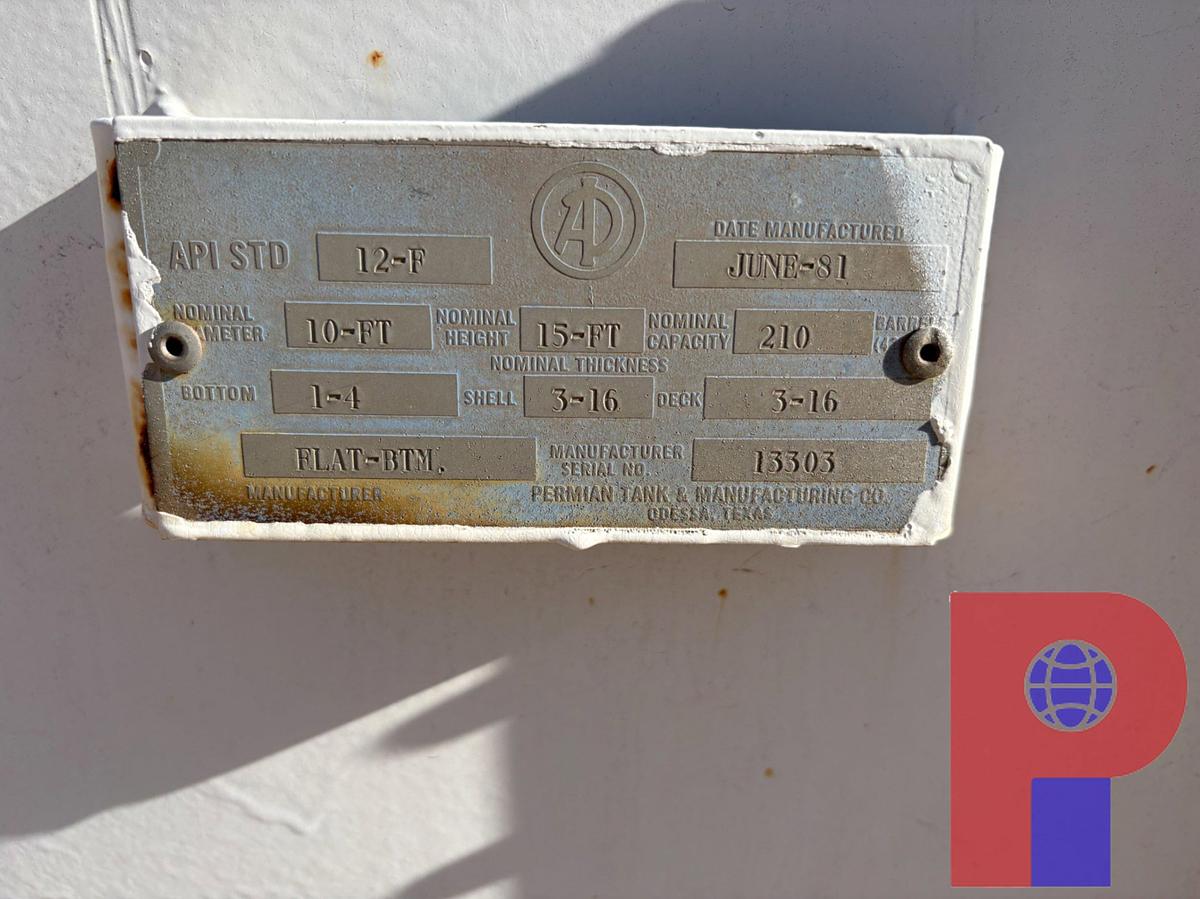 API STD 12-F
DATE MANUFACTURED
JUNE-81
NOMINAL DIAMETER 10-FT NOMINAL HEIGHT 15-FT NOMINAL CAPACITY 210
NOMINAL THICKNESS
BOTTOM 1-4 SHELL 3-16 DECK 3-16
FLAT-BTM. MANUFACTURER SERIAL NO. 13303
MANUFACTURER PERMIAN TANK & MANUFACTURING CO.
ODESSA, TEXAS